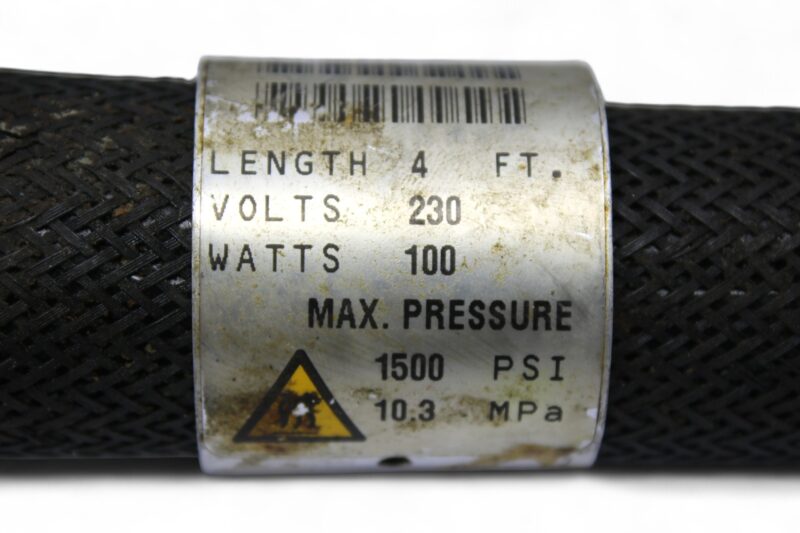 LENGTH 4 FT.
VOLTS 230
WATTS 100
MAX. PRESSURE
1500 PSI
10.3 MPa